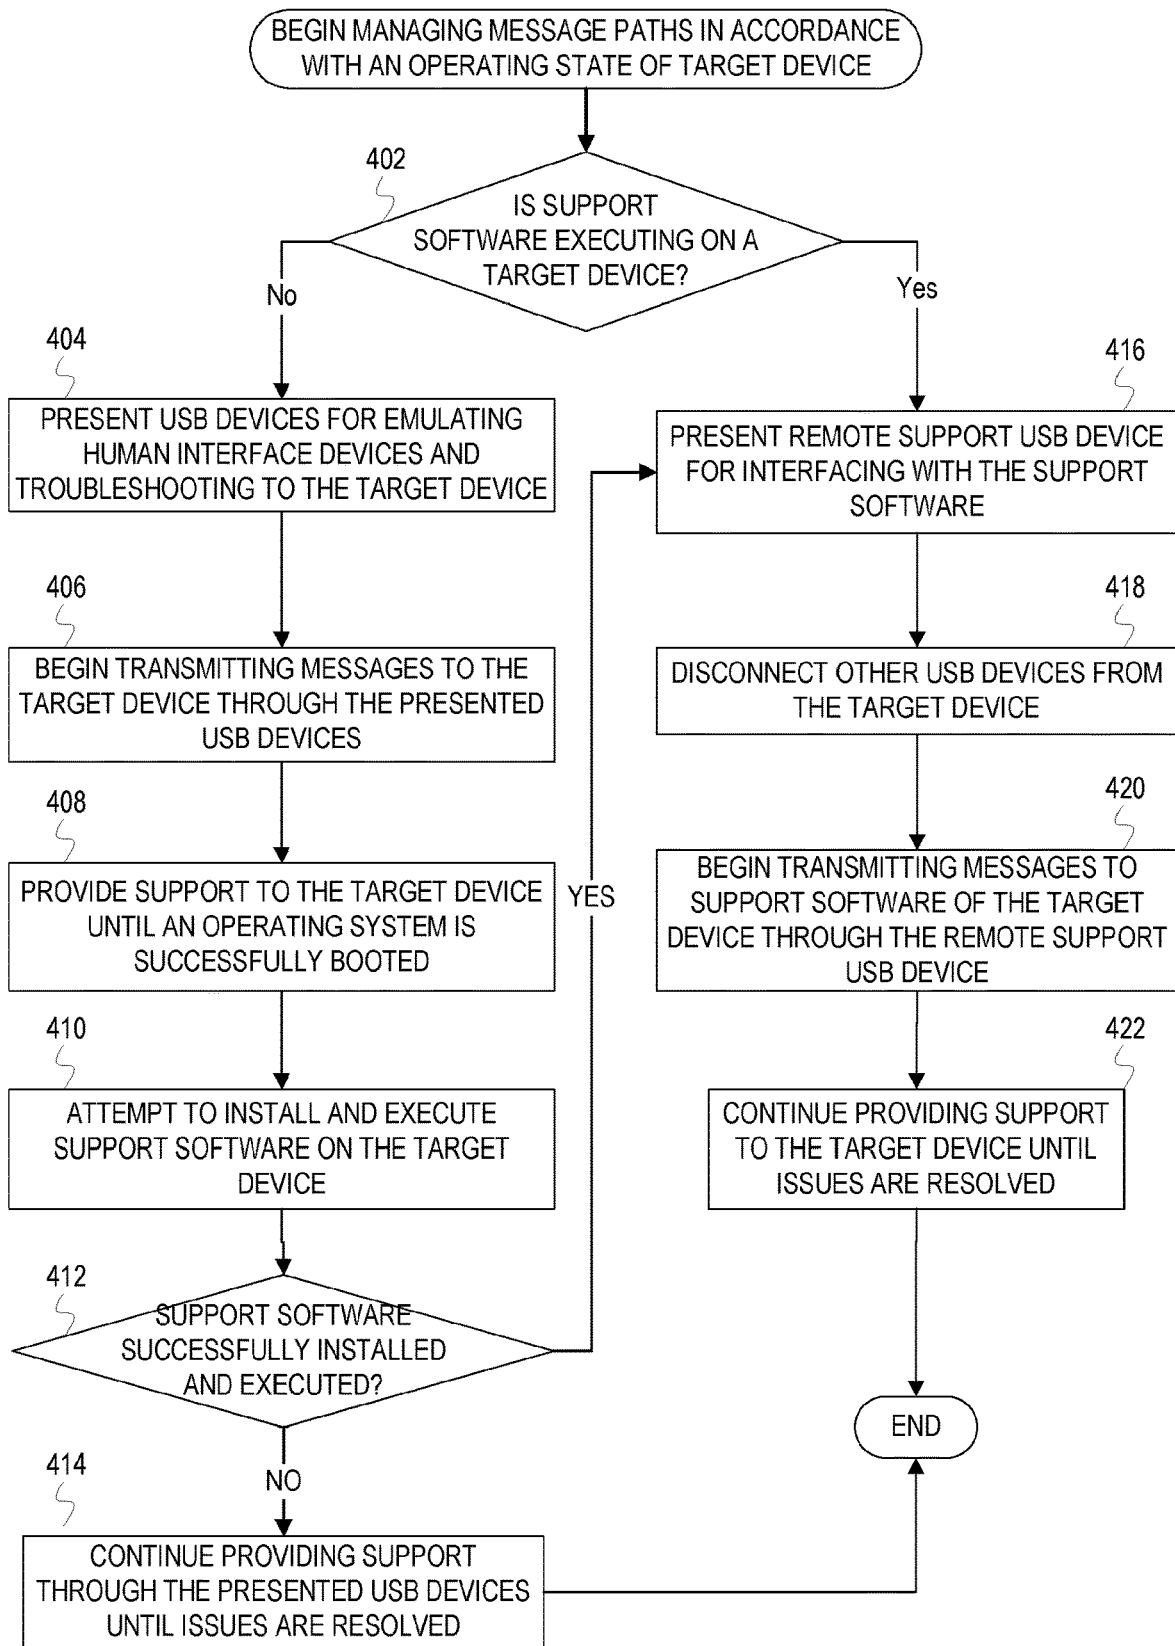 BEGIN MANAGING MESSAGE PATHS IN ACCORDANCE
WITH AN OPERATING STATE OF TARGET DEVICE
402
IS SUPPORT
SOFTWARE EXECUTING ON A
TARGET DEVICE?
No
Yes
404
PRESENT USB DEVICES FOR EMULATING
HUMAN INTERFACE DEVICES AND
TROUBLESHOOTING TO THE TARGET DEVICE
406
BEGIN TRANSMITTING MESSAGES TO THE
TARGET DEVICE THROUGH THE PRESENTED
USB DEVICES
408
PROVIDE SUPPORT TO THE TARGET DEVICE
UNTIL AN OPERATING SYSTEM IS
SUCCESSFULLY BOOTED
410
ATTEMPT TO INSTALL AND EXECUTE
SUPPORT SOFTWARE ON THE TARGET
DEVICE
412
SUPPORT SOFTWARE
SUCCESSFULLY INSTALLED
AND EXECUTED?
YES
NO
414
CONTINUE PROVIDING SUPPORT
THROUGH THE PRESENTED USB DEVICES
UNTIL ISSUES ARE RESOLVED
416
PRESENT REMOTE SUPPORT USB DEVICE
FOR INTERFACING WITH THE SUPPORT
SOFTWARE
418
DISCONNECT OTHER USB DEVICES FROM
THE TARGET DEVICE
420
BEGIN TRANSMITTING MESSAGES TO
SUPPORT SOFTWARE OF THE TARGET
DEVICE THROUGH THE REMOTE SUPPORT
USB DEVICE
422
CONTINUE PROVIDING SUPPORT
TO THE TARGET DEVICE UNTIL
ISSUES ARE RESOLVED
END